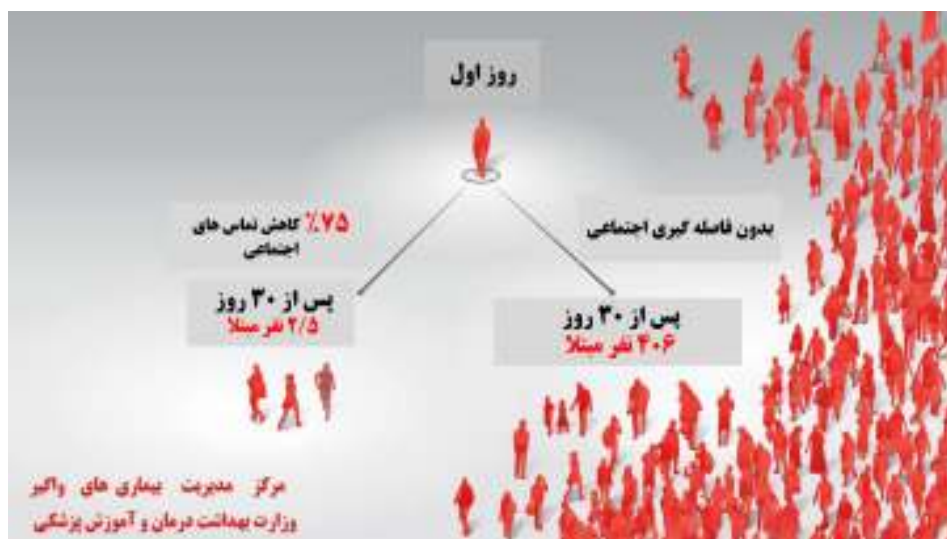 روز اول
بدون فاصله گیری اجتماعی
پس از ۳۰ روز
۴۰۶ نفر مبتلا
۷۵٪ کاهش تماس های
اجتماعی
پس از ۳۰ روز
۲/۵ نفر مبتلا
مرکز مدیریت بیماری های واگیر
وزارت بهداشت درمان و آموزش پزشکی